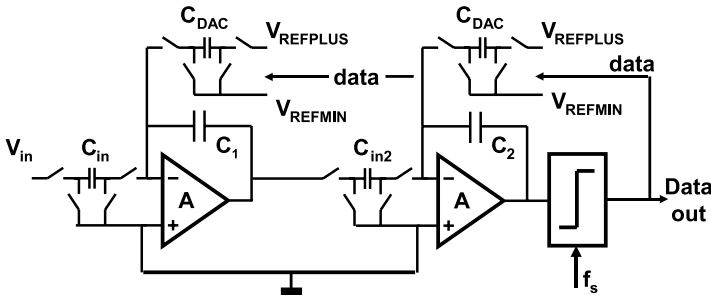 C_DAC
V_REFPLUS
data
V_REFMIN
C_1
V_in
C_in
A
C_DAC
V_REFPLUS
data
V_REFMIN
C_2
C_in2
A
Data
out
f_s